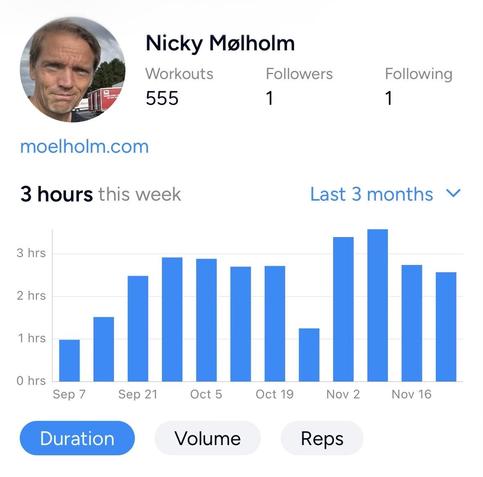 Nicky Mølholm
Workouts Followers Following
555 1 1
moelholm.com
3 hours this week Last 3 months
3 hrs
2 hrs
1 hrs
0 hrs
Sep 7 Sep 21 Oct 5 Oct 19 Nov 2 Nov 16
Duration Volume Reps